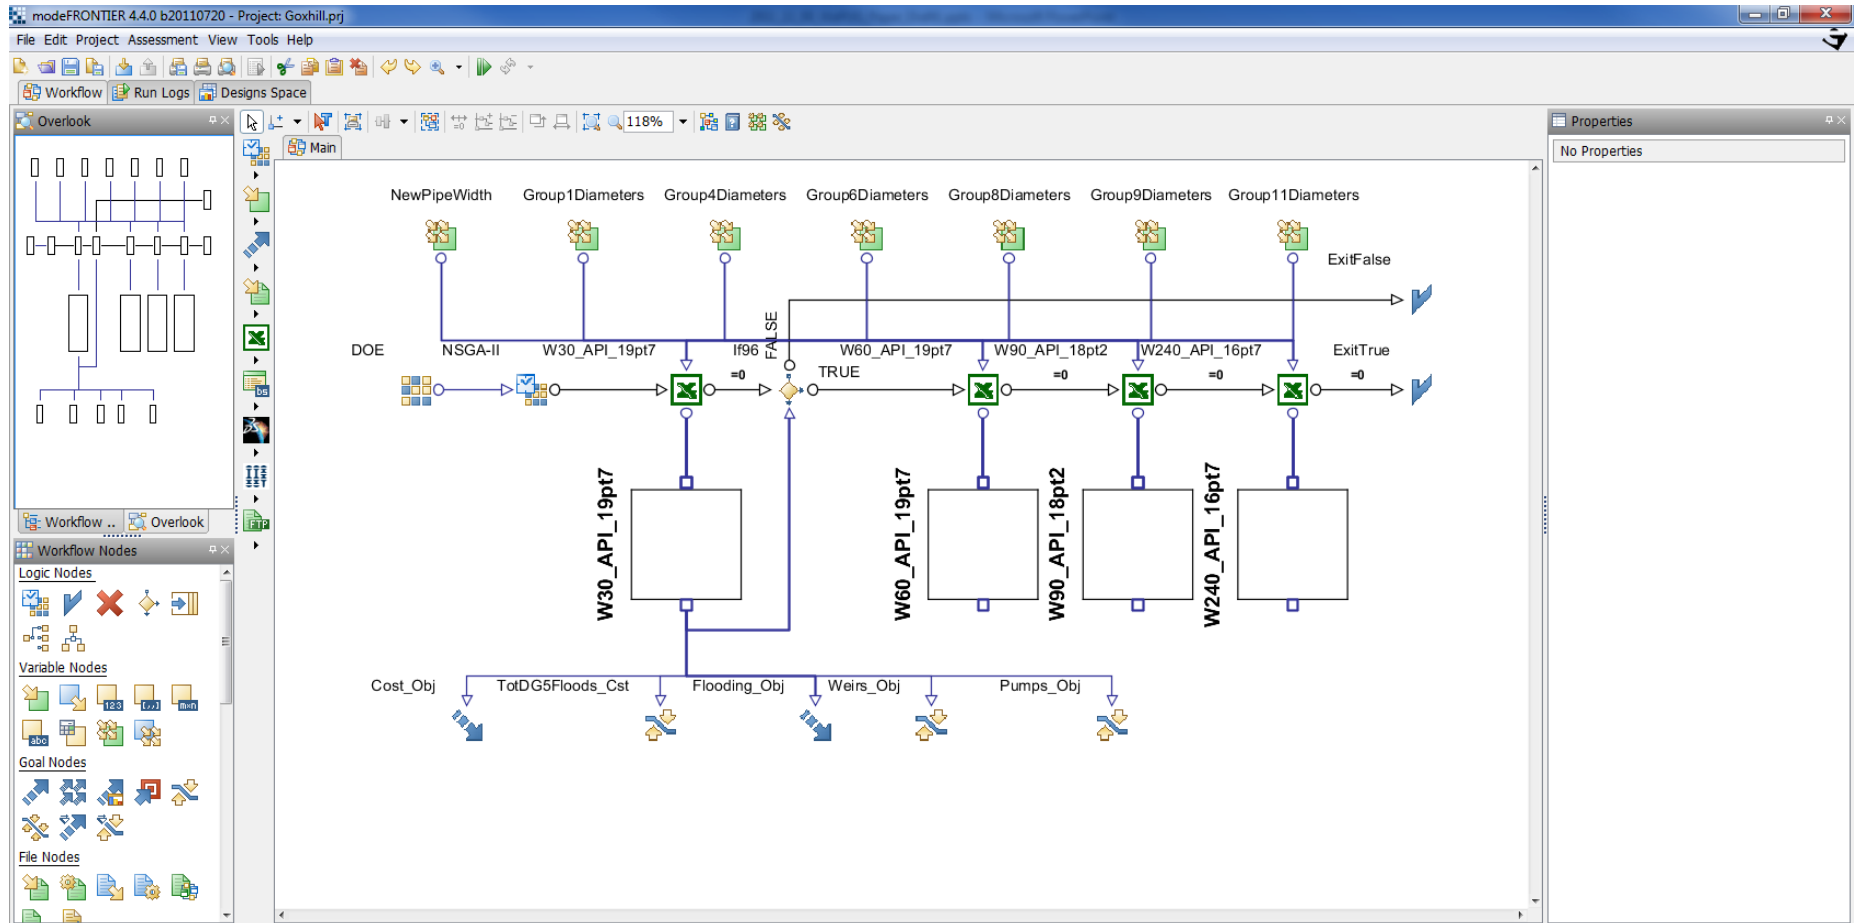 modeFRONTIER 4.4.0 b20110720 - Project: Goxhill.prj
File Edit Project Assessment View Tools Help
Workflow Run Logs Designs Space
Overlook
118%
Properties
Main
No Properties
NewPipeWidth Group1Diameters Group4Diameters Group6Diameters Group8Diameters Group9Diameters Group11Diameters
ExitFalse
FALSE
DOE NSGA-II W30_API_19pt7 If96 W60_API_19pt7 W90_API_18pt2 W240_API_16pt7 ExitTrue
=0 TRUE =0 =0 =0
W30_API_19pt7
W60_API_19pt7
W90_API_18pt2
W240_API_16pt7
Workflow .. Overlook
FTP
Workflow Nodes
Logic Nodes
Variable Nodes
123
abc
Goal Nodes
File Nodes
Cost_Obj TotDG5Floods_Cst Flooding_Obj Weirs_Obj Pumps_Obj